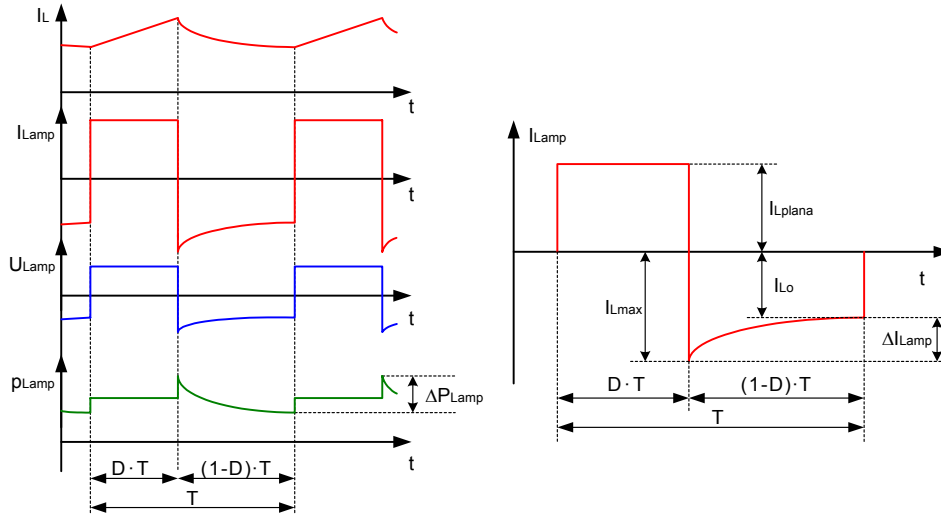 IL
t
ILamp
t
ULamp
t
pLamp
ΔPLamp
t
D·T
(1-D)·T
T
ILamp
ILplana
t
ILo
ILmax
ΔILamp
D·T
(1-D)·T
T